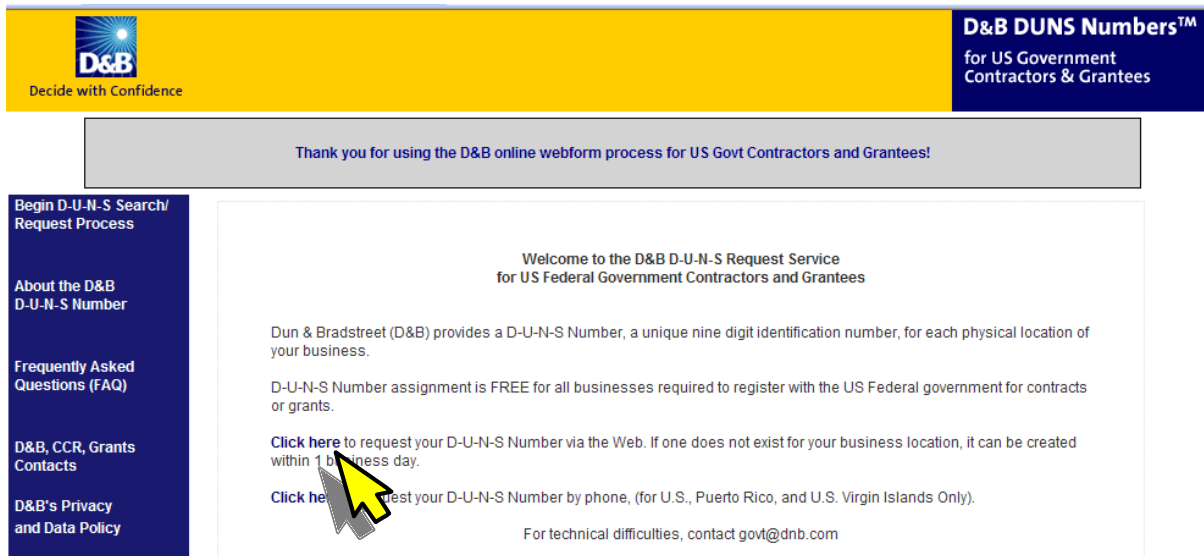 D&B
Decide with Confidence
D&B DUNS Numbers™
for US Government
Contractors & Grantees
Thank you for using the D&B online webform process for US Govt Contractors and Grantees!
Begin D-U-N-S Search/
Request Process
About the D&B
D-U-N-S Number
Frequently Asked
Questions (FAQ)
D&B, CCR, Grants
Contacts
D&B's Privacy
and Data Policy
Welcome to the D&B D-U-N-S Request Service
for US Federal Government Contractors and Grantees
Dun & Bradstreet (D&B) provides a D-U-N-S Number, a unique nine digit identification number, for each physical location of
your business.
D-U-N-S Number assignment is FREE for all businesses required to register with the US Federal government for contracts
or grants.
Click here to request your D-U-N-S Number via the Web. If one does not exist for your business location, it can be created
within 1 business day.
Click your D-U-N-S Number by phone, (for U.S., Puerto Rico, and U.S. Virgin Islands Only).
For technical difficulties, contact govt@dnb.com